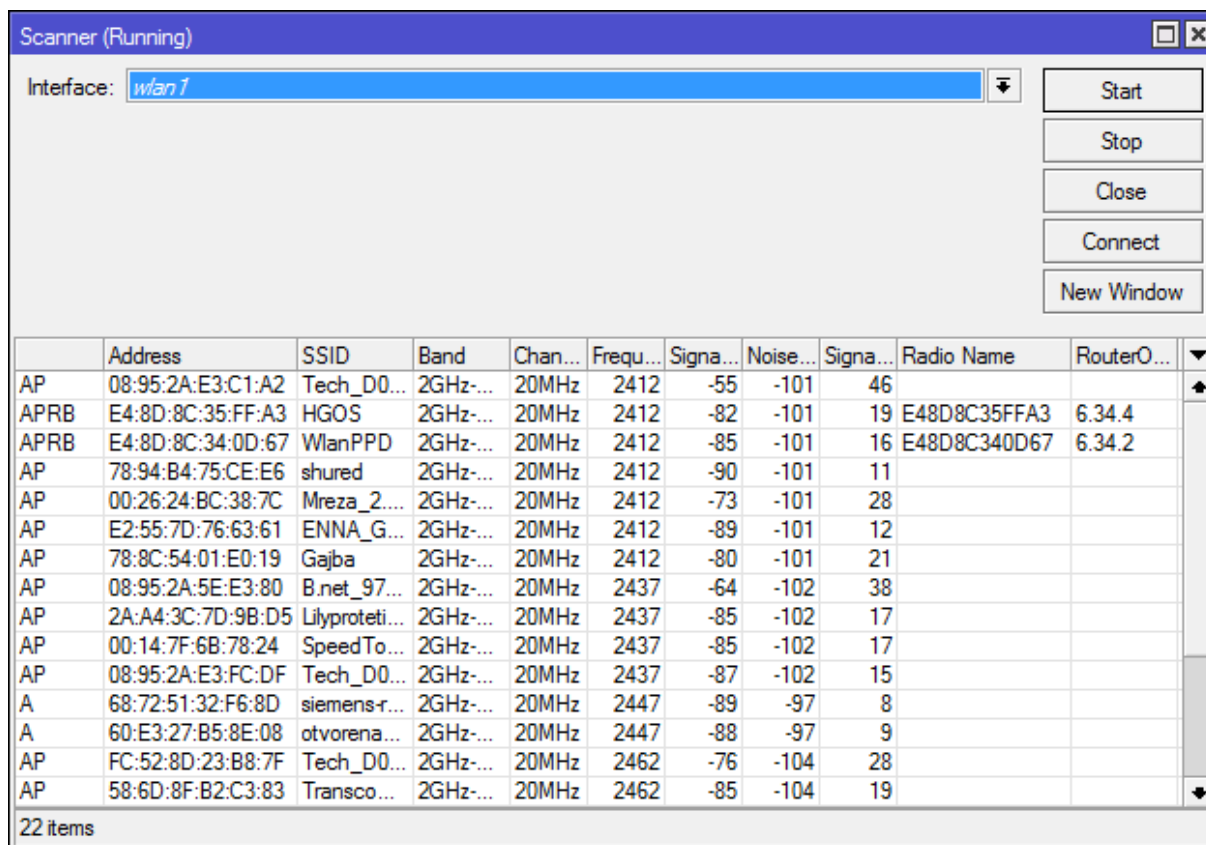 Scanner (Running)
Interface: wlan1
Start
Stop
Close
Connect
New Window
Address SSID Band Chan... Frequ... Signa... Noise... Signa... Radio Name RouterO...
AP 08:95:2A:E3:C1:A2 Tech_D0... 2GHz-... 20MHz 2412 -55 -101 46
APRB E4:8D:8C:35:FF:A3 HGOS 2GHz-... 20MHz 2412 -82 -101 19 E48D8C35FFA3 6.34.4
APRB E4:8D:8C:34:0D:67 WlanPPD 2GHz-... 20MHz 2412 -85 -101 16 E48D8C340D67 6.34.2
AP 78:94:B4:75:CE:E6 shured 2GHz-... 20MHz 2412 -90 -101 11
AP 00:26:24:BC:38:7C Mreza_2.... 2GHz-... 20MHz 2412 -73 -101 28
AP E2:55:7D:76:63:61 ENNA_G... 2GHz-... 20MHz 2412 -89 -101 12
AP 78:8C:54:01:E0:19 Gajba 2GHz-... 20MHz 2412 -80 -101 21
AP 08:95:2A:5E:E3:80 B.net_97... 2GHz-... 20MHz 2437 -64 -102 38
AP 2A:A4:3C:7D:9B:D5 Lilyproteti... 2GHz-... 20MHz 2437 -85 -102 17
AP 00:14:7F:6B:78:24 SpeedTo... 2GHz-... 20MHz 2437 -85 -102 17
AP 08:95:2A:E3:FC:DF Tech_D0... 2GHz-... 20MHz 2437 -87 -102 15
A 68:72:51:32:F6:8D siemens-r... 2GHz-... 20MHz 2447 -89 -97 8
A 60:E3:27:B5:8E:08 otvorena... 2GHz-... 20MHz 2447 -88 -97 9
AP FC:52:8D:23:B8:7F Tech_D0... 2GHz-... 20MHz 2462 -76 -104 28
AP 58:6D:8F:B2:C3:83 Transco... 2GHz-... 20MHz 2462 -85 -104 19
22 items